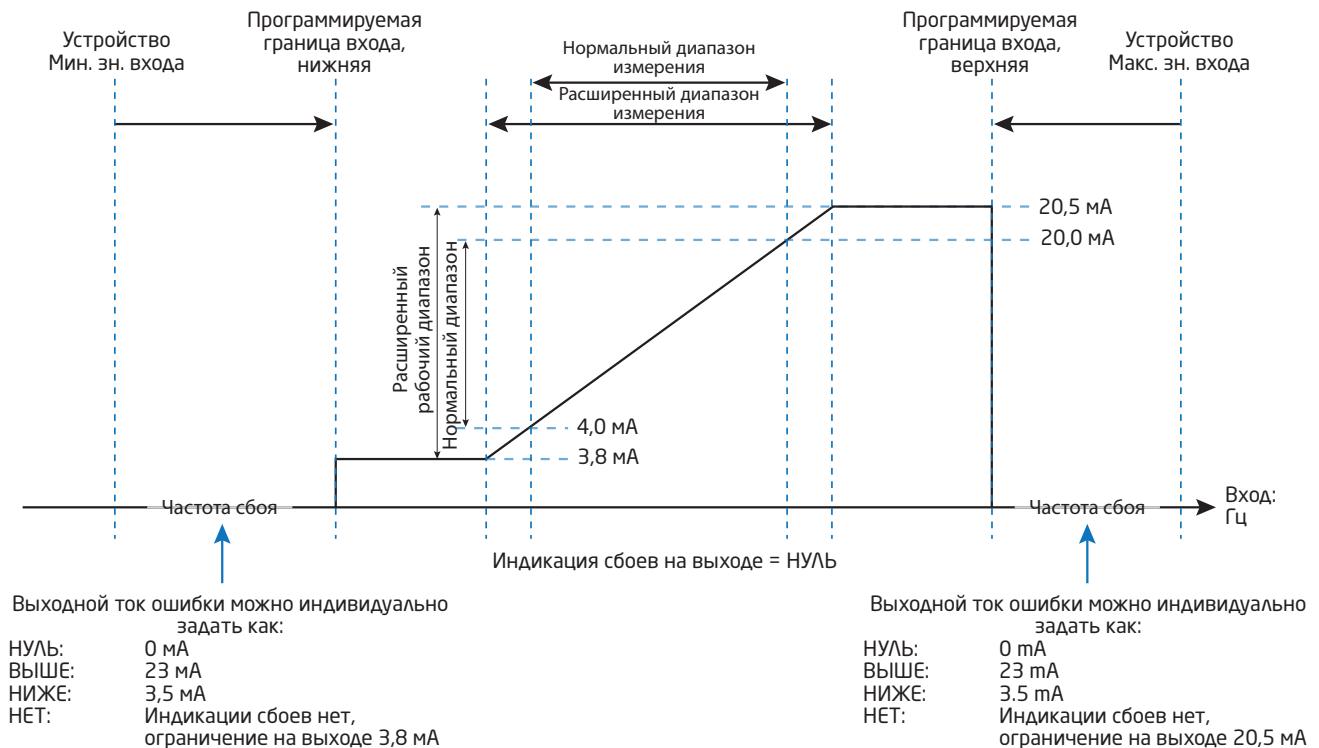 Устройство
Мин. зн. входа
Программируемая
граница входа,
нижняя
Нормальный диапазон
измерения
Расширенный диапазон
измерения
Программируемая
граница входа,
верхняя
Устройство
Макс. зн. входа
20,5 мА
20,0 мА
Расширенный
рабочий диапазон
Нормальный диапазон
4,0 мА
3,8 мА
Частота сбоя
Частота сбоя
Вход:
Гц
Индикация сбоев на выходе = НУЛЬ
Выходной ток ошибки можно индивидуально
задать как:
НУЛЬ: 0 мА
ВЫШЕ: 23 мА
НИЖЕ: 3,5 мА
НЕТ: Индикации сбоев нет,
ограничение на выходе 3,8 мА
Выходной ток ошибки можно индивидуально
задать как:
НУЛЬ: 0 mA
ВЫШЕ: 23 mA
НИЖЕ: 3.5 mA
НЕТ: Индикации сбоев нет,
ограничение на выходе 20,5 мА